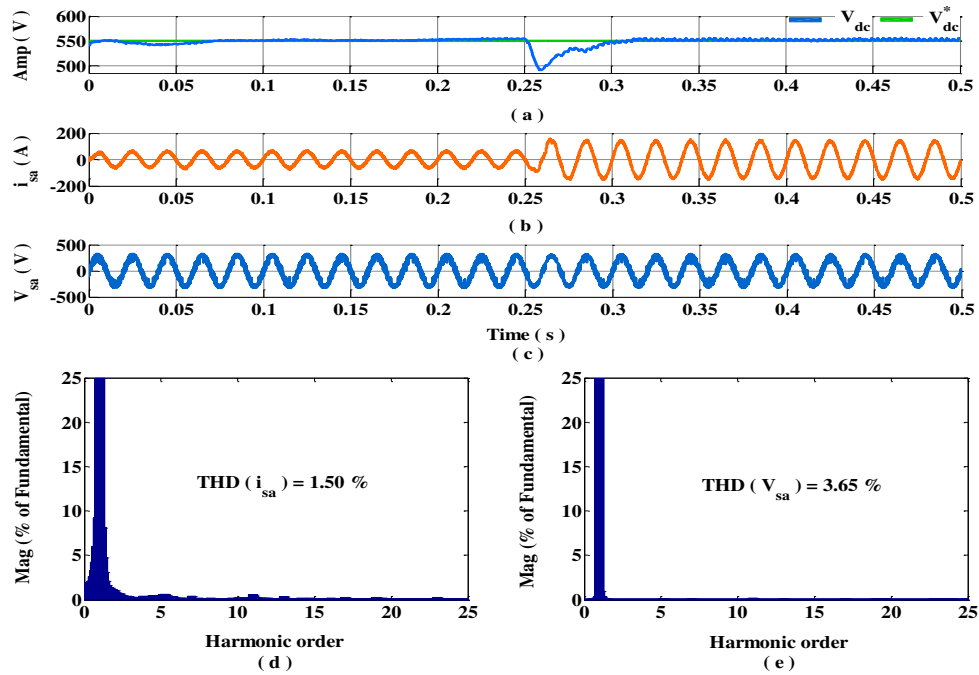 V_dc V*_dc
Amp (V)
600
550
500
0 0.05 0.1 0.15 0.2 0.25 0.3 0.35 0.4 0.45 0.5
( a )
i_sa ( A )
200
0
-200
0 0.05 0.1 0.15 0.2 0.25 0.3 0.35 0.4 0.45 0.5
( b )
V_sa ( V )
500
0
-500
0 0.05 0.1 0.15 0.2 0.25 0.3 0.35 0.4 0.45 0.5
Time ( s )
( c )
Mag (% of Fundamental)
25
20
15
10
5
0
THD ( i_sa ) = 1.50 %
0 5 10 15 20 25
Harmonic order
( d )
Mag (% of Fundamental)
25
20
15
10
5
0
THD ( V_sa ) = 3.65 %
0 5 10 15 20 25
Harmonic order
( e )